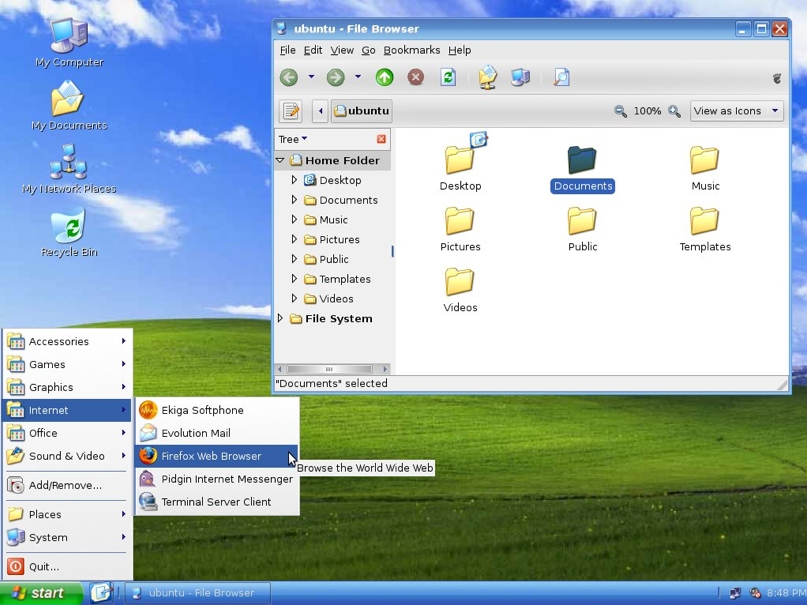 My Computer
My Documents
My Network Places
Recycle Bin
ubuntu - File Browser
File Edit View Go Bookmarks Help
ubuntu
100%
View as Icons
Tree
Home Folder
Desktop
Documents
Music
Pictures
Public
Templates
Videos
File System
Desktop
Documents
Music
Pictures
Public
Templates
Videos
"Documents" selected
Accessories
Games
Graphics
Internet
Office
Sound & Video
Add/Remove...
Places
System
Quit...
Ekiga Softphone
Evolution Mail
Firefox Web Browser
Pidgin Internet Messenger
Terminal Server Client
Browse the World Wide Web
start
ubuntu - File Browser
8:48 PM